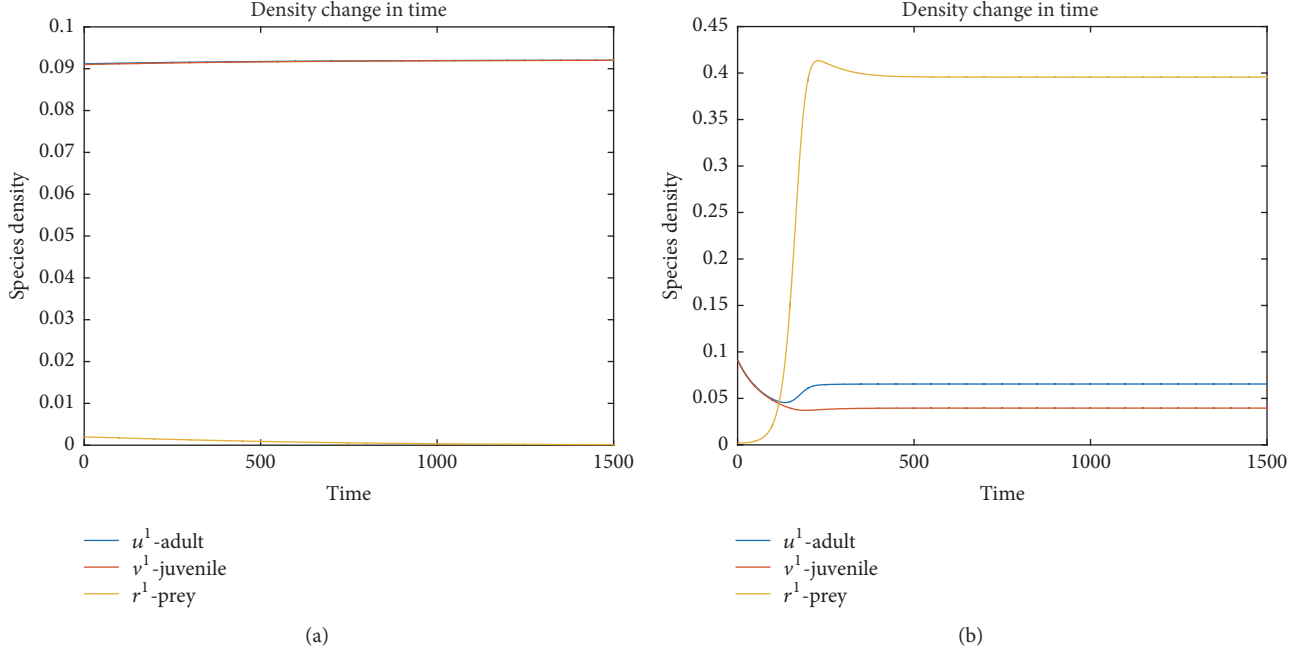 Density change in time
0.1
0.09
0.08
0.07
0.06
0.05
0.04
0.03
0.02
0.01
0
Species density
0 500 1000 1500
Time
u¹-adult
v¹-juvenile
r¹-prey
(a)
Density change in time
0.45
0.4
0.35
0.3
0.25
0.2
0.15
0.1
0.05
0
Species density
0 500 1000 1500
Time
u¹-adult
v¹-juvenile
r¹-prey
(b)